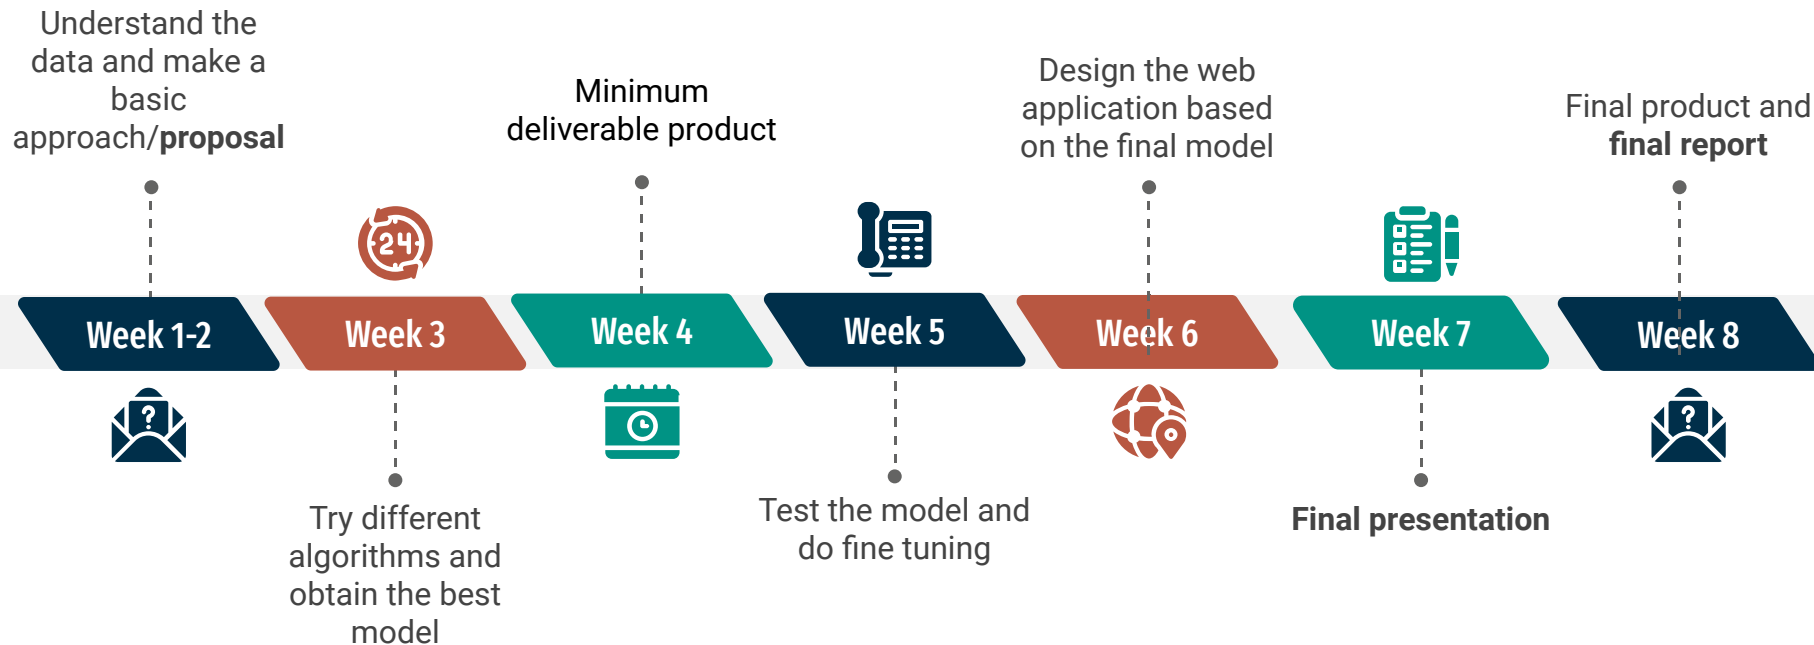 Understand the
data and make a
basic
approach/proposal
Week 1-2
?
24
Week 3
Try different
algorithms and
obtain the best
model
Minimum
deliverable product
Week 4
Week 5
Test the model and
do fine tuning
Design the web
application based
on the final model
Week 6
Week 7
Final presentation
Final product and
final report
Week 8
?